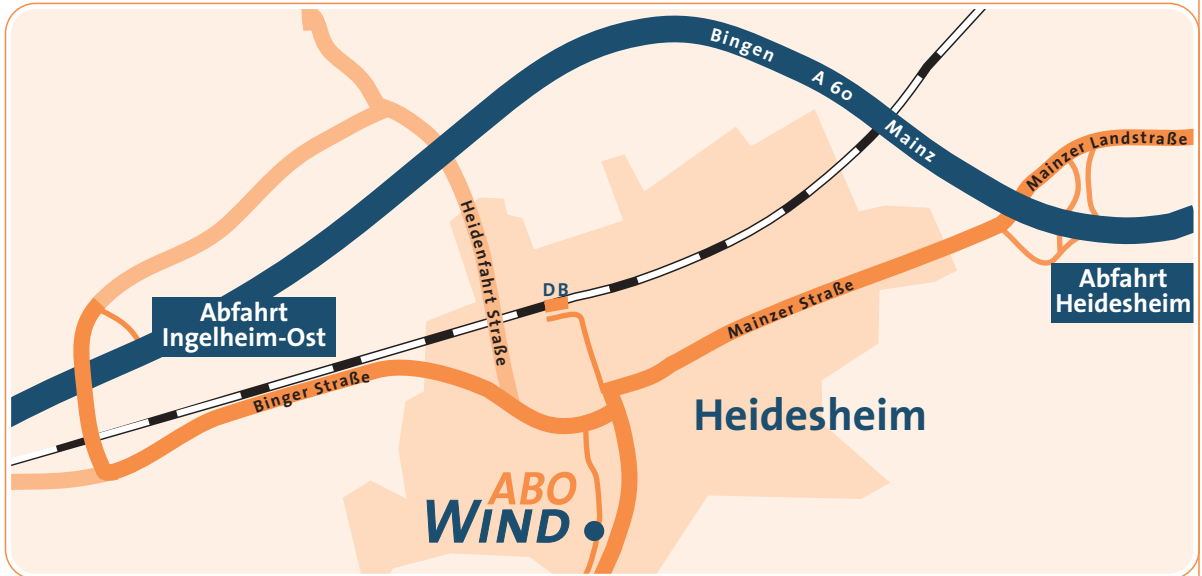 Bingen
A 60
Mainz
Mainzer Landstraße
Heidenfahrt Straße
Abfahrt
Heidesheim
DB
Abfahrt
Ingelheim-Ost
Mainzer Straße
Binger Straße
Heidesheim
ABO
WIND